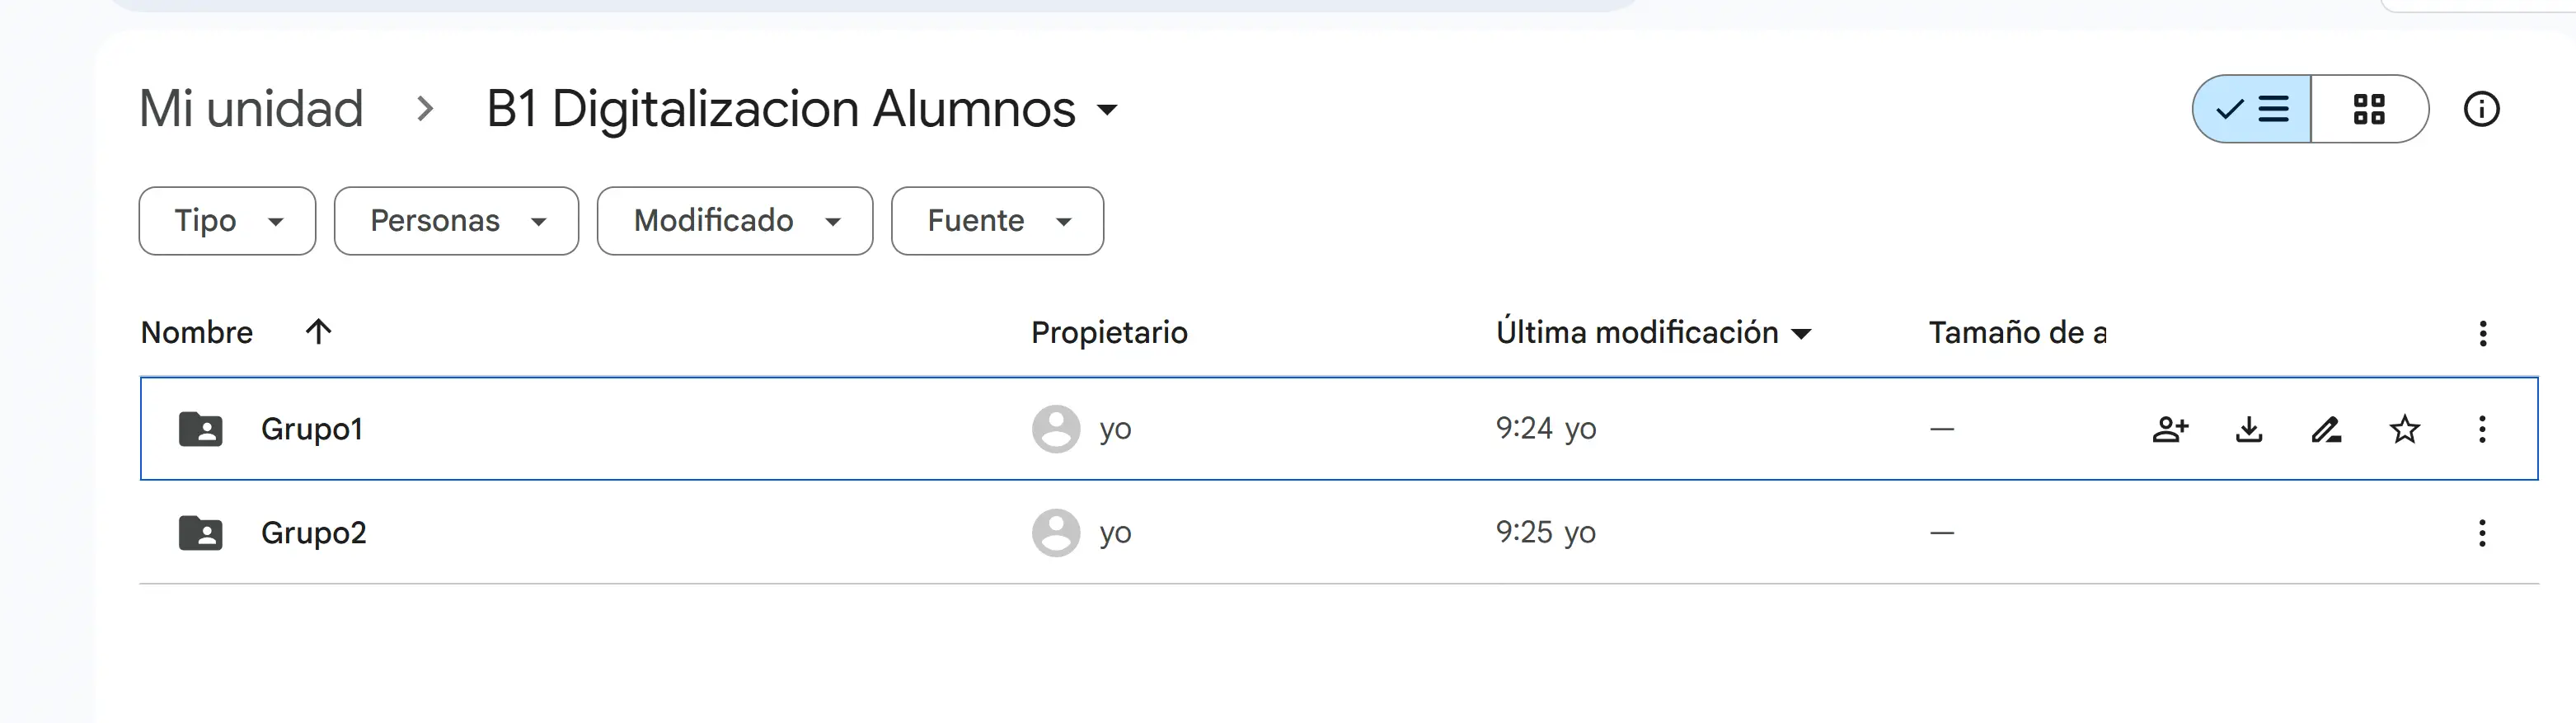 Mi unidad > B1 Digitalizacion Alumnos
Tipo Personas Modificado Fuente
Nombre Propietario Última modificación Tamaño de a
Grupo1 yo 9:24 yo —
Grupo2 yo 9:25 yo —